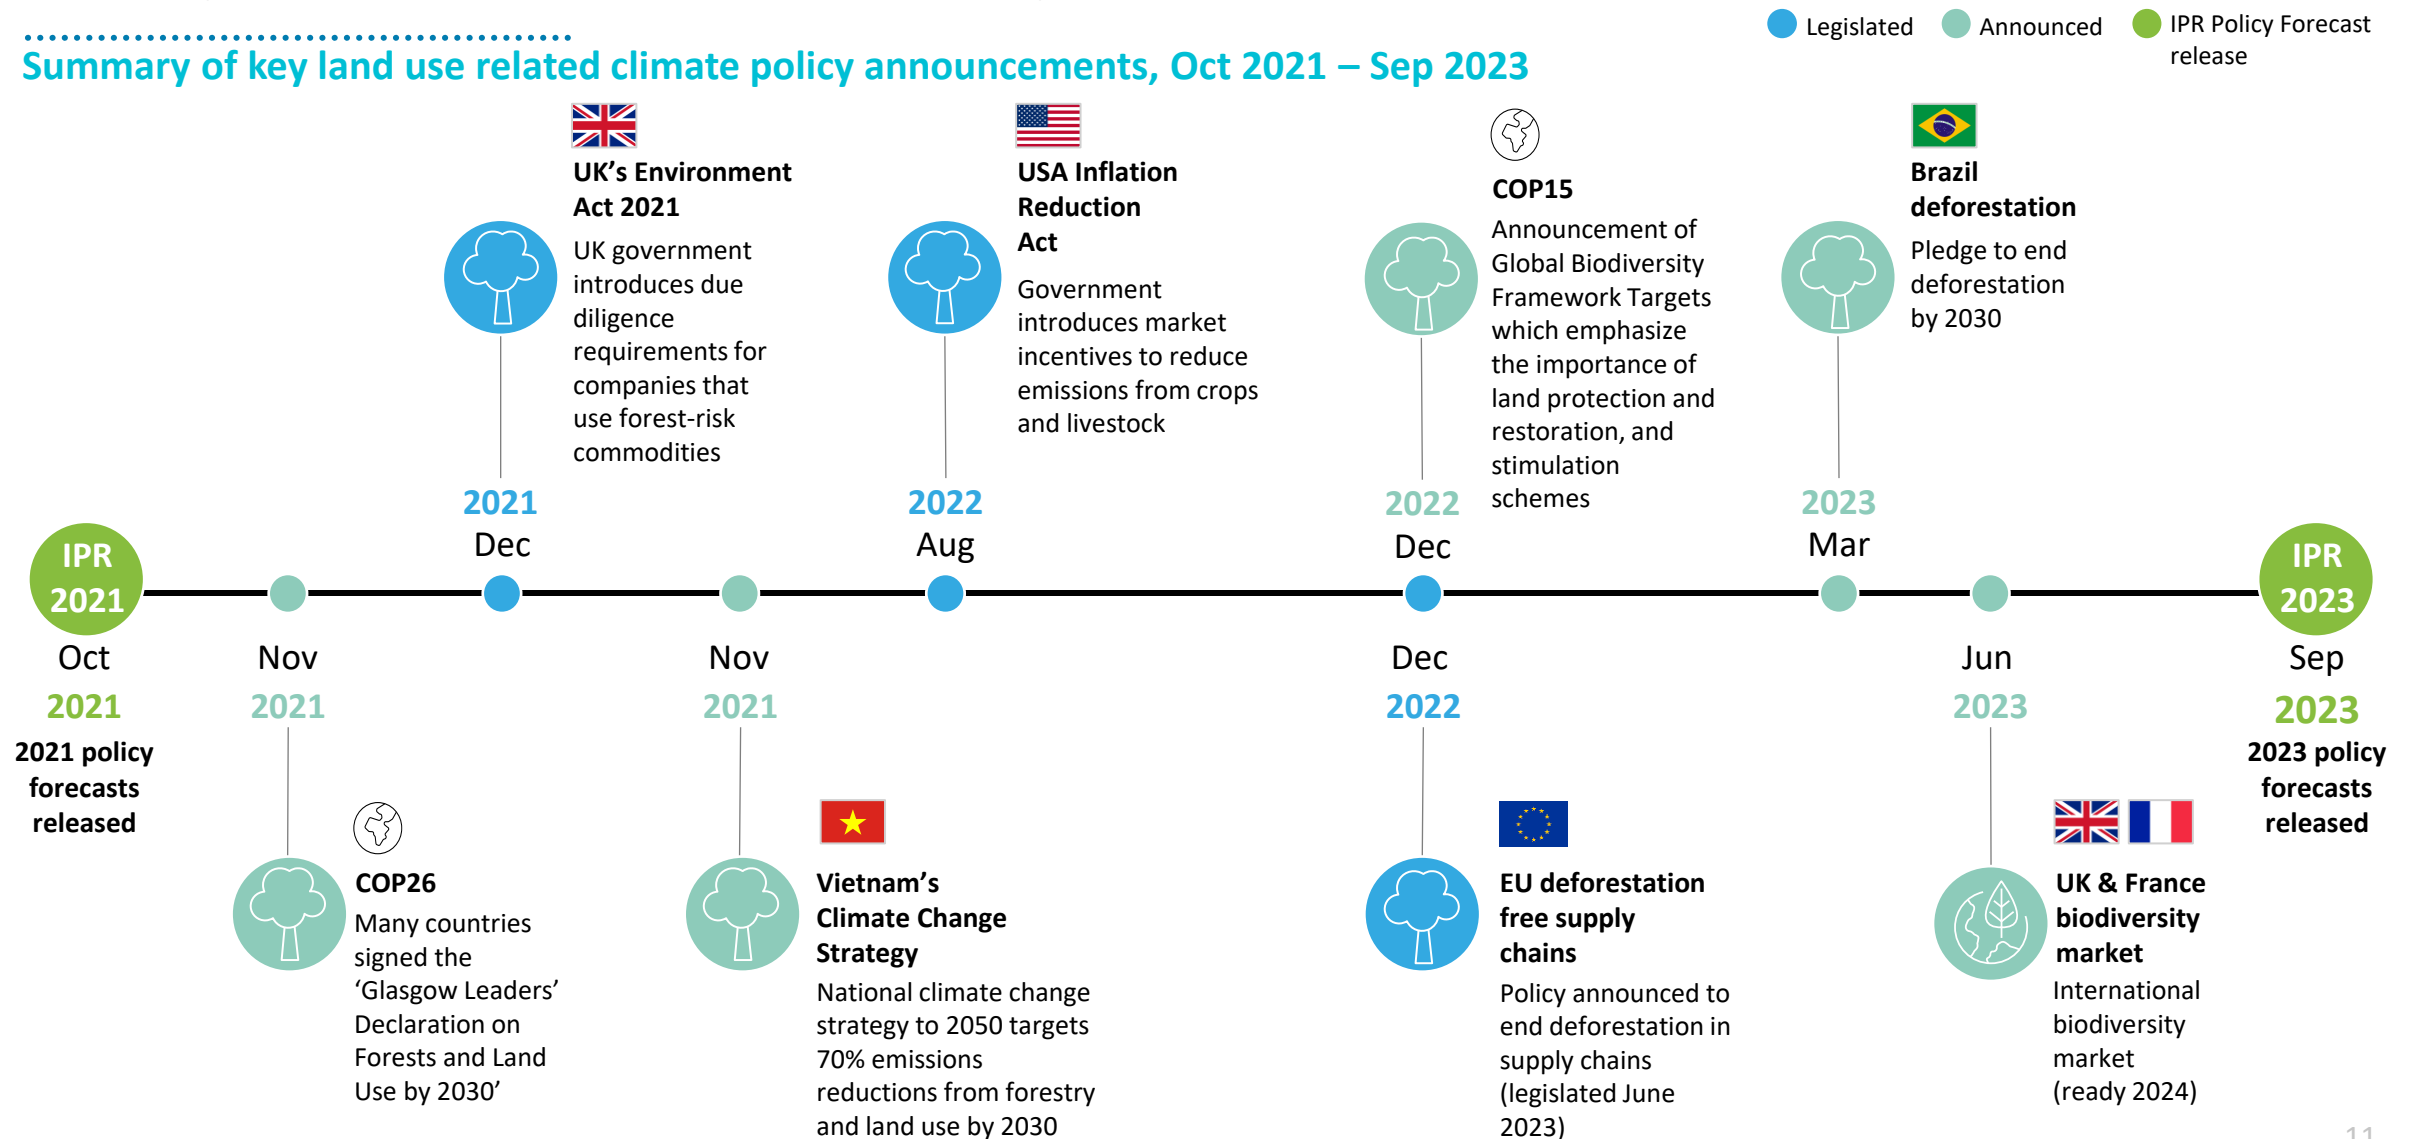 Legislated
Announced
IPR Policy Forecast
release
Summary of key land use related climate policy announcements, Oct 2021 – Sep 2023
UK’s Environment
Act 2021
UK government
introduces due
diligence
requirements for
companies that
use forest-risk
commodities
2021
Dec
USA Inflation
Reduction
Act
Government
introduces market
incentives to reduce
emissions from crops
and livestock
2022
Aug
COP15
Announcement of
Global Biodiversity
Framework Targets
which emphasize
the importance of
land protection and
restoration, and
stimulation
schemes
2022
Dec
Brazil
deforestation
Pledge to end
deforestation
by 2030
2023
Mar
IPR
2021
Oct
2021
2021 policy
forecasts
released
Nov
2021
COP26
Many countries
signed the
‘Glasgow Leaders’
Declaration on
Forests and Land
Use by 2030’
Nov
2021
Vietnam’s
Climate Change
Strategy
National climate change
strategy to 2050 targets
70% emissions
reductions from forestry
and land use by 2030
Dec
2022
EU deforestation
free supply
chains
Policy announced to
end deforestation in
supply chains
(legislated June
2023)
Jun
2023
UK & France
biodiversity
market
International
biodiversity
market
(ready 2024)
IPR
2023
Sep
2023
2023 policy
forecasts
released
11